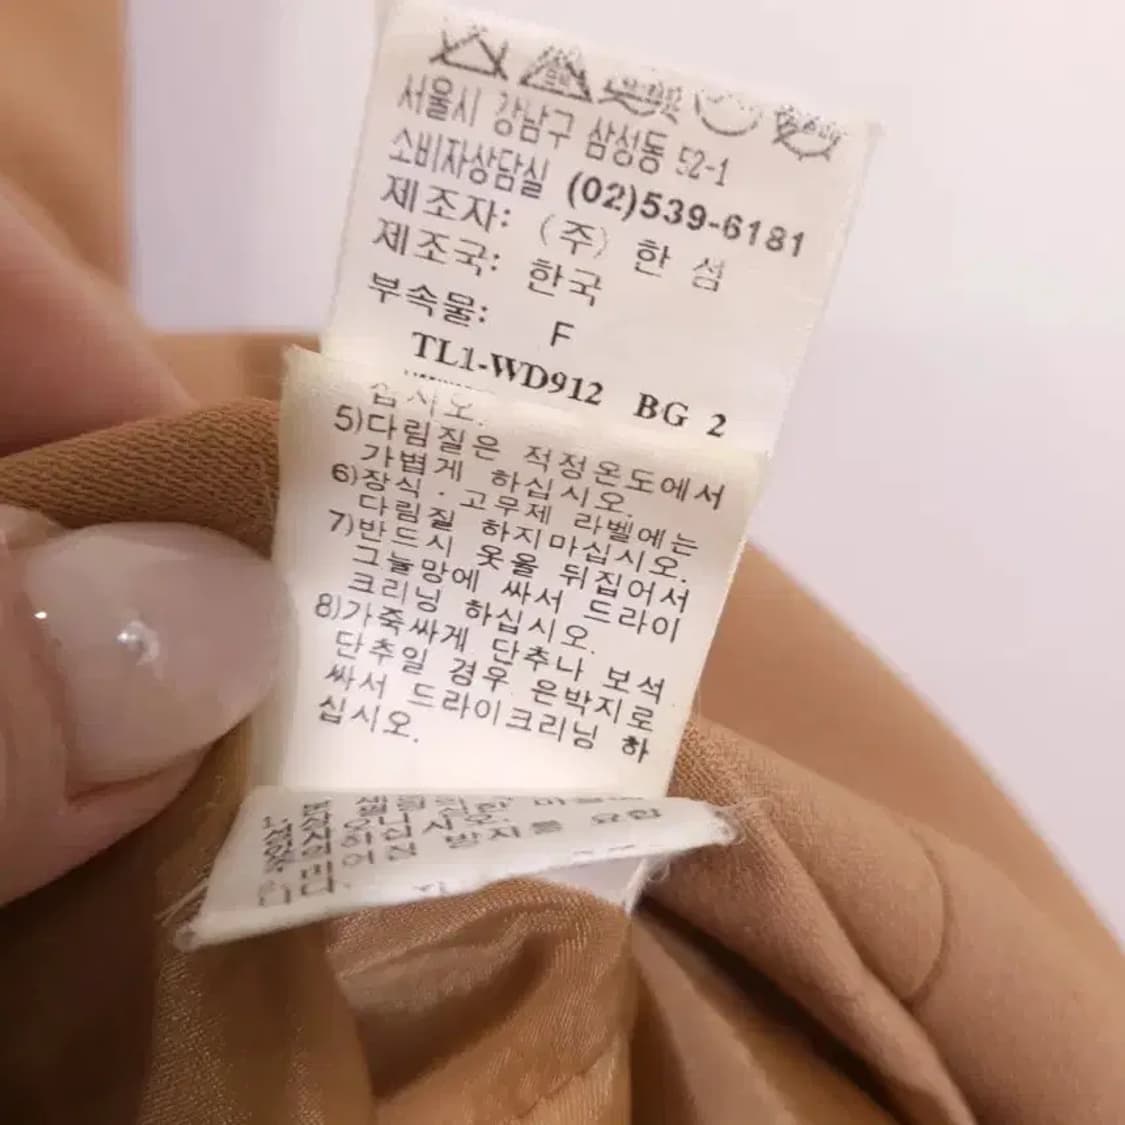 서울시 강남구 삼성동 52-1
소비자상담실 (02)539-6181
제조자: (주) 한 섬
제조국: 한국
부속물: F
TL1-WD912 BG 2
십시오.
5)다림질은 적정온도에서
가볍게 하십시오.
6)장식 · 고무제 라벨에는
다림질 하지마십시오.
7)반드시 옷을 뒤집어서
그늘망에 싸서 드라이
크리닝 하십시오.
8)가죽싸게 단추나 보석
단추일 경우 은박지로
싸서 드라이크리닝 하
십시오.